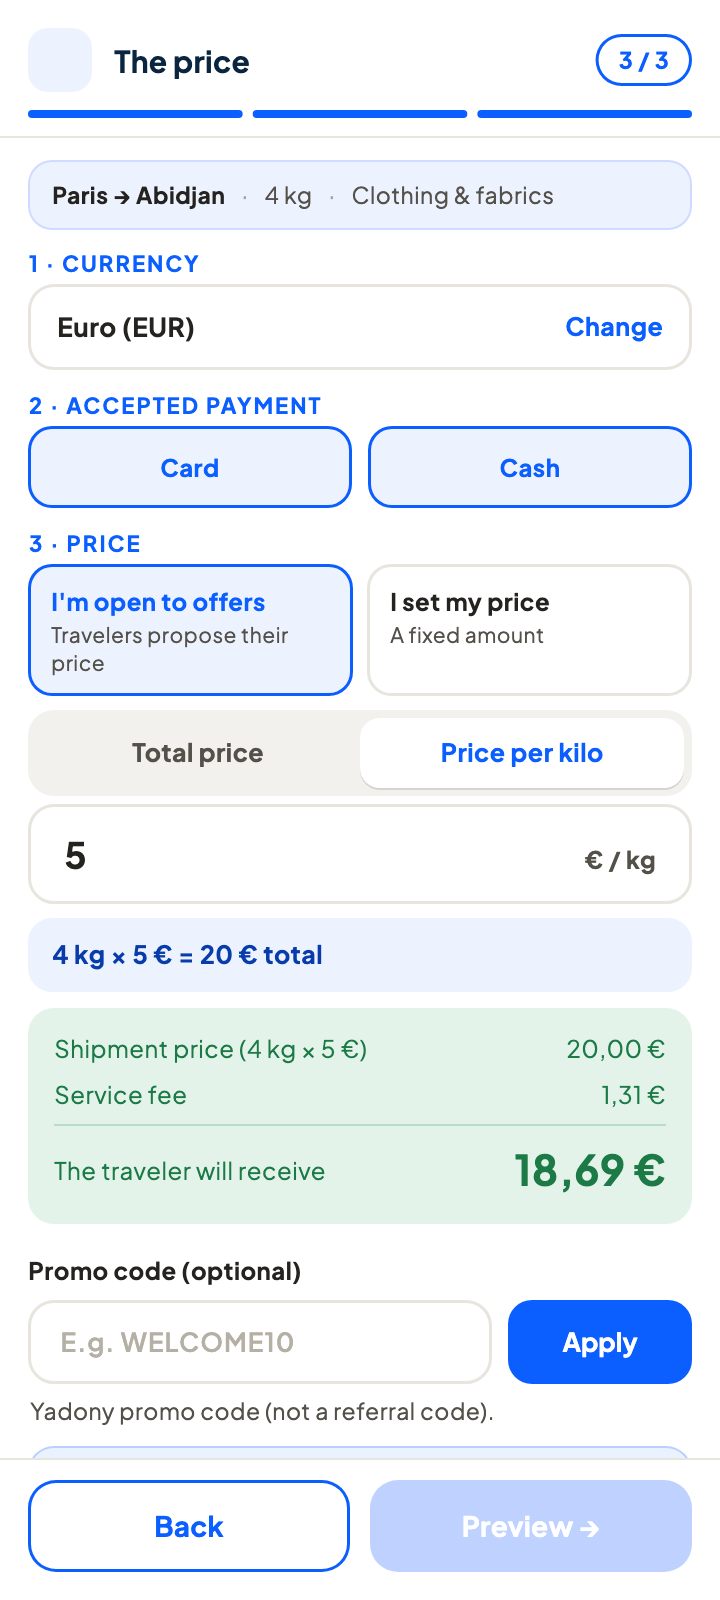 The price
3 / 3
Paris → Abidjan · 4 kg · Clothing & fabrics
1 · CURRENCY
Euro (EUR)
Change
2 · ACCEPTED PAYMENT
Card
Cash
3 · PRICE
I'm open to offers
Travelers propose their
price
I set my price
A fixed amount
Total price
Price per kilo
5
€ / kg
4 kg × 5 € = 20 € total
Shipment price (4 kg × 5 €)
20,00 €
Service fee
1,31 €
The traveler will receive
18,69 €
Promo code (optional)
E.g. WELCOME10
Apply
Yadony promo code (not a referral code).
Back
Preview →